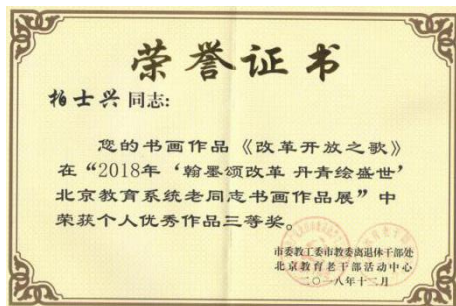 荣誉证书
柏士兴同志:
您的书画作品《改革开放之歌》
在“2018年‘翰墨颂改革 丹青绘盛世’
北京教育系统老同志书画作品展”中
荣获个人优秀作品三等奖。
市委教工委市教委离退休干部处
北京教育老干部活动中心
二〇一八年十二月